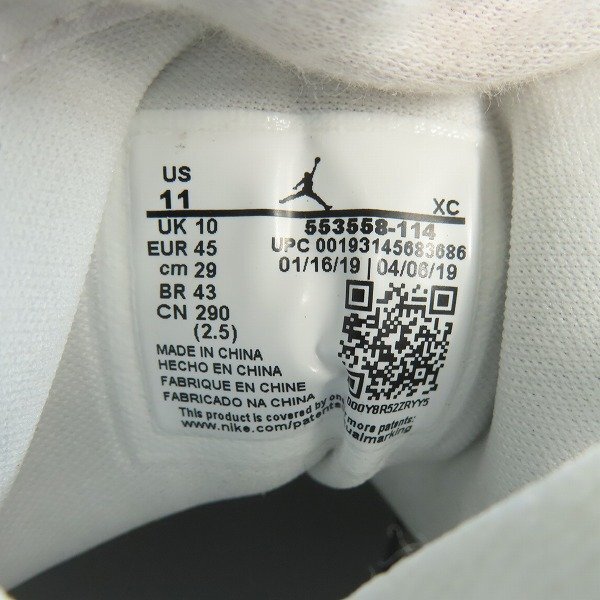 US
11
XC
UK 10
553558-114
EUR 45
UPC 00193145683686
cm 29
01/16/19 | 04/06/19
BR 43
CN 290
(2.5)
MADE IN CHINA
HECHO EN CHINA
FABRIQUE EN CHINE
FABRICADO NA CHINA
This product is covered by
more patents:
www.nike.com/patents